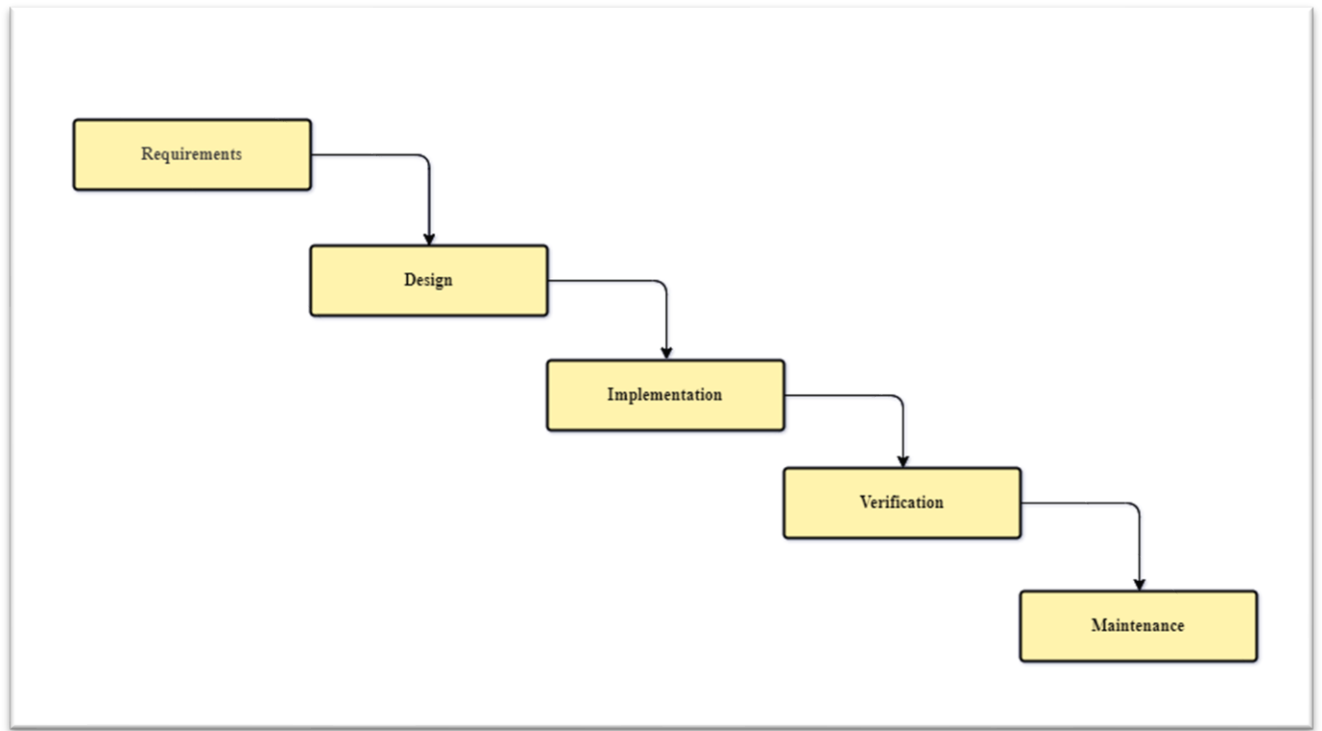 Requirements
Design
Implementation
Verification
Maintenance